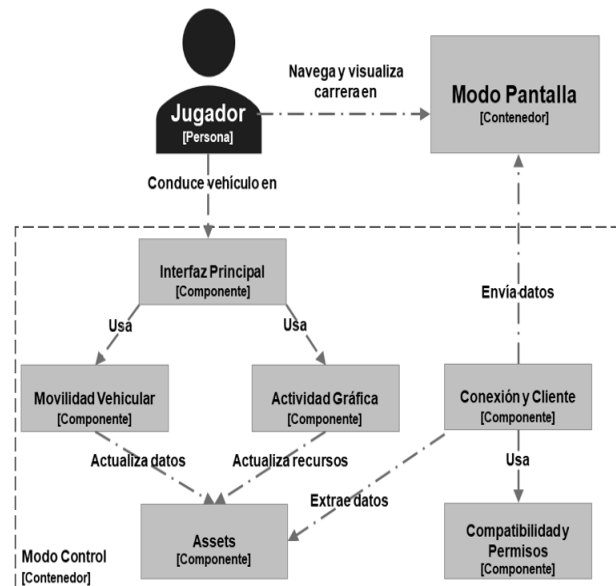 Jugador
[Persona]
Navega y visualiza
carrera en
Modo Pantalla
[Contenedor]
Conduce vehículo en
Interfaz Principal
[Componente]
Envía datos
Usa
Usa
Movilidad Vehicular
[Componente]
Actividad Gráfica
[Componente]
Conexión y Cliente
[Componente]
Actualiza datos
Actualiza recursos
Usa
Extrae datos
Assets
[Componente]
Compatibilidad y
Permisos
[Componente]
Modo Control
[Contenedor]